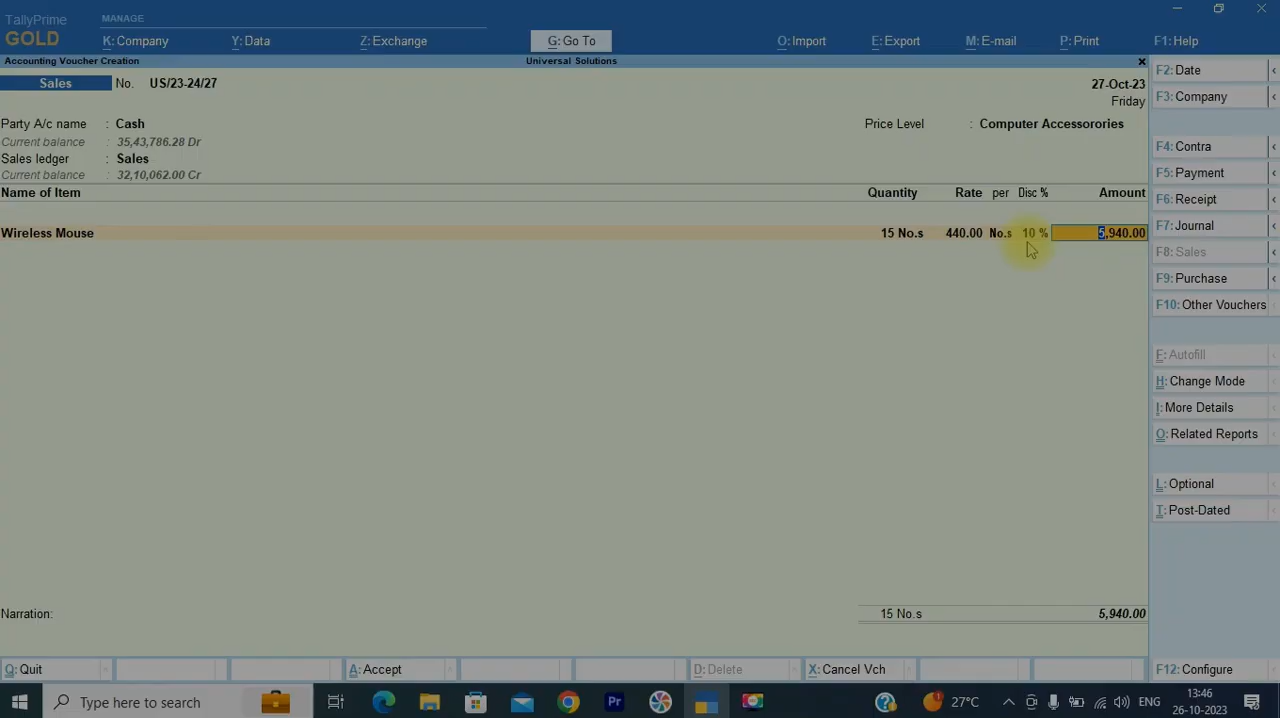 TallyPrime
GOLD
MANAGE
K: Company
Y: Data
Z: Exchange
G: Go To
O: Import
E: Export
M: E-mail
P: Print
F1: Help
Accounting Voucher Creation
Universal Solutions
Sales
No. US/23-24/27
27-Oct-23
Friday
Party A/c name : Cash
Price Level : Computer Accessorories
Current balance : 35,43,786.28 Dr
Sales ledger : Sales
Current balance : 32,10,062.00 Cr
Name of Item Quantity Rate per Disc % Amount
Wireless Mouse 15 No.s 440.00 No.s 10 % 5,940.00
Narration: 15 No.s 5,940.00
F2: Date
F3: Company
F4: Contra
F5: Payment
F6: Receipt
F7: Journal
F8: Sales
F9: Purchase
F10: Other Vouchers
F: Autofill
H: Change Mode
I: More Details
O: Related Reports
L: Optional
T: Post-Dated
Q: Quit
A: Accept
D: Delete
X: Cancel Vch
F12: Configure
Type here to search
Pr
27°C
ENG
13:46
26-10-2023